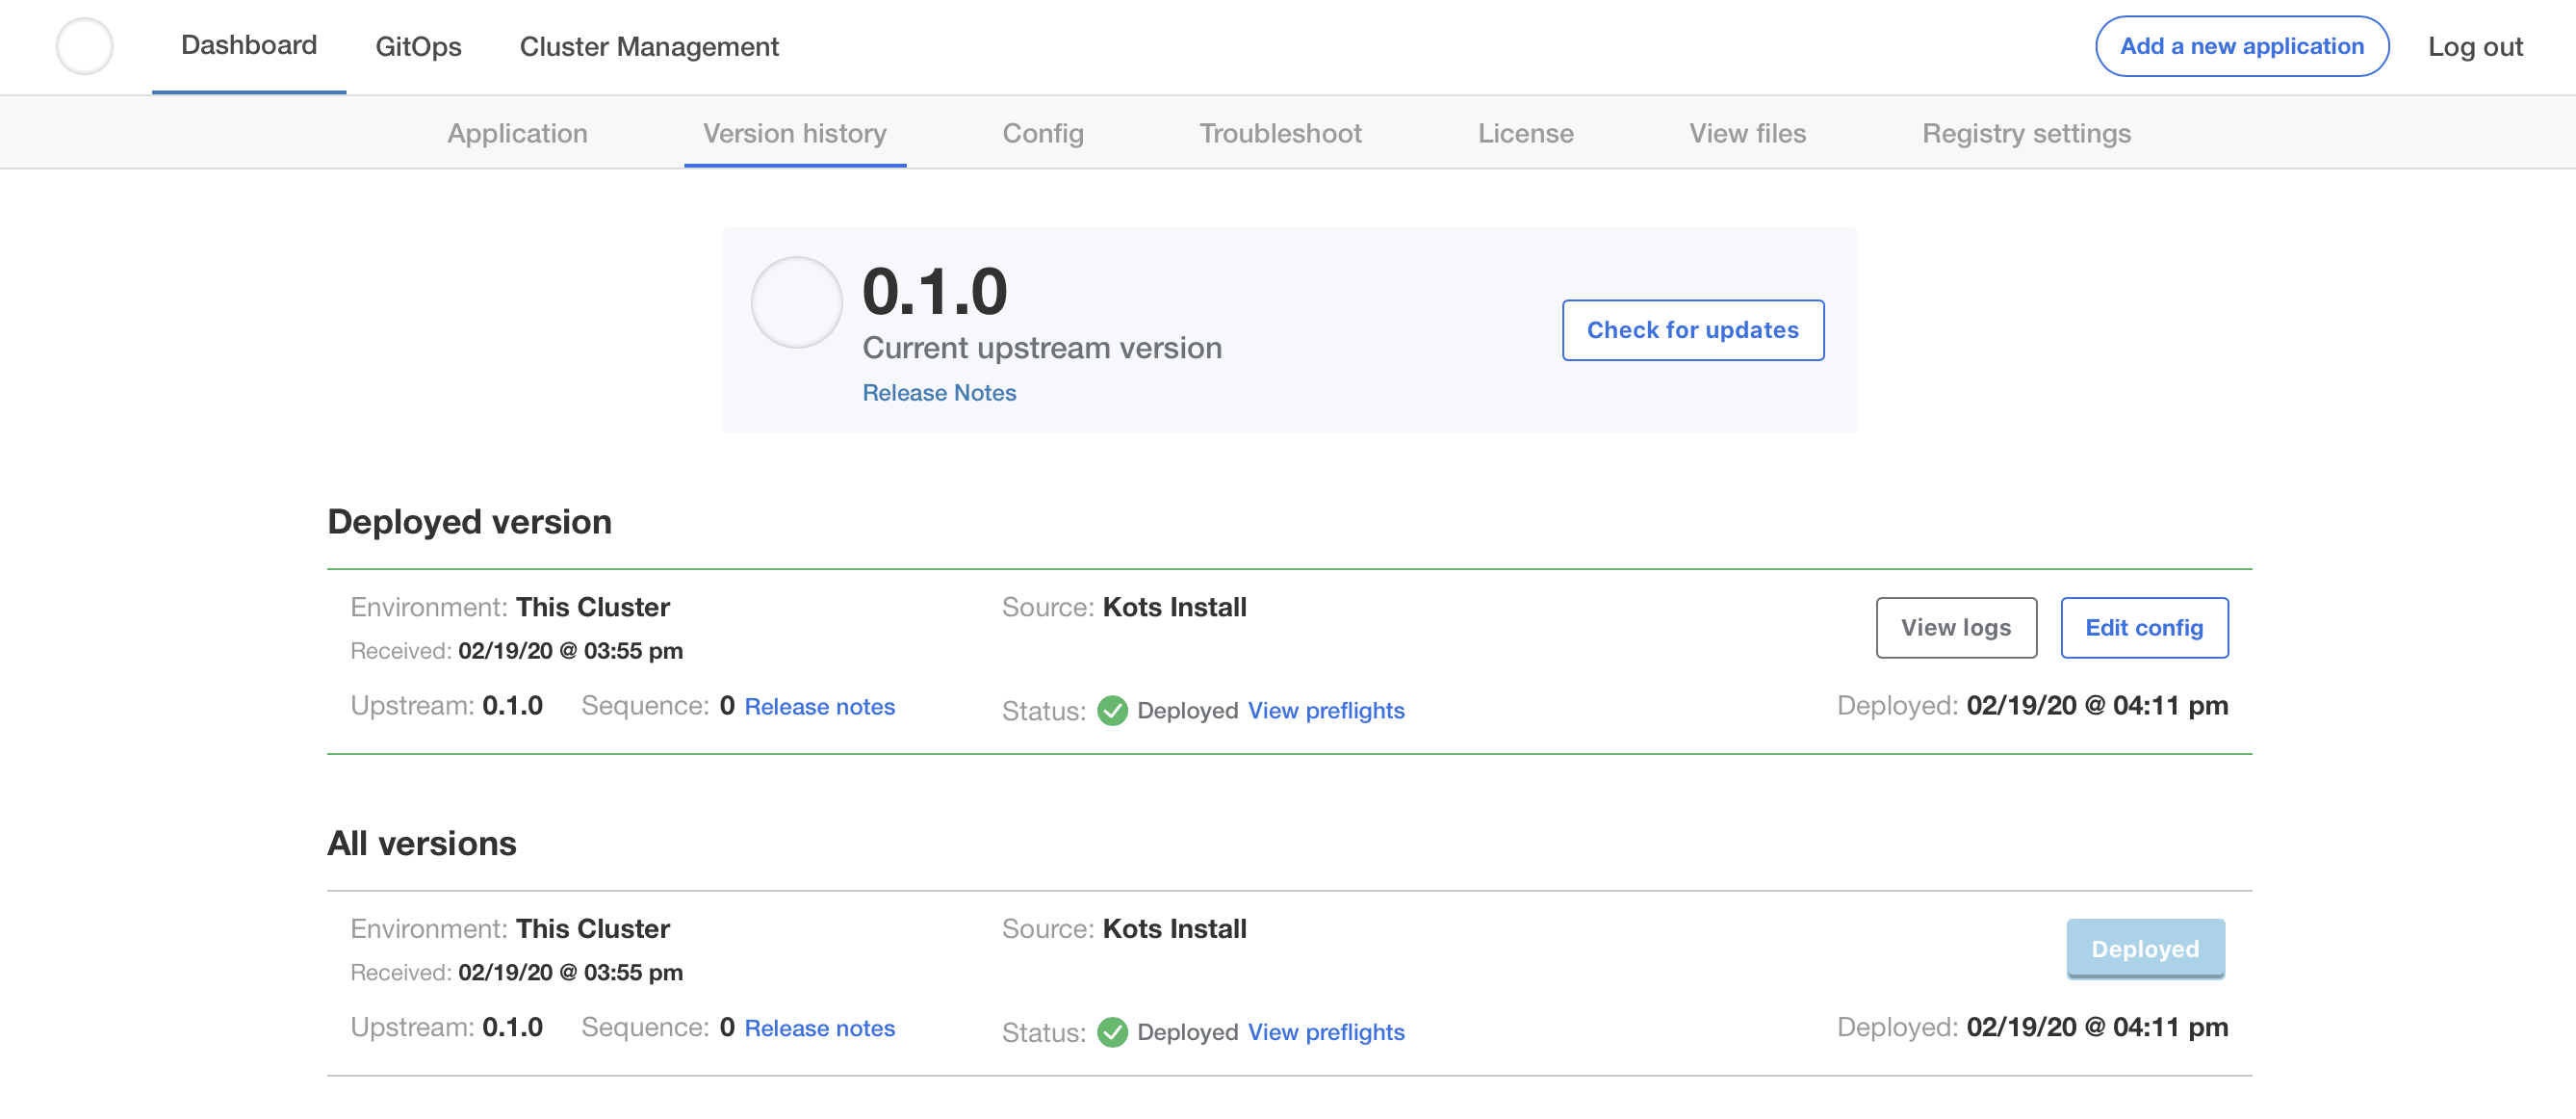 Dashboard GitOps Cluster Management Add a new application Log out
Application Version history Config Troubleshoot License View files Registry settings
0.1.0
Current upstream version
Release Notes
Check for updates
Deployed version
Environment: This Cluster Source: Kots Install View logs Edit config
Received: 02/19/20 @ 03:55 pm
Upstream: 0.1.0 Sequence: 0 Release notes Status: Deployed View preflights Deployed: 02/19/20 @ 04:11 pm
All versions
Environment: This Cluster Source: Kots Install Deployed
Received: 02/19/20 @ 03:55 pm
Upstream: 0.1.0 Sequence: 0 Release notes Status: Deployed View preflights Deployed: 02/19/20 @ 04:11 pm